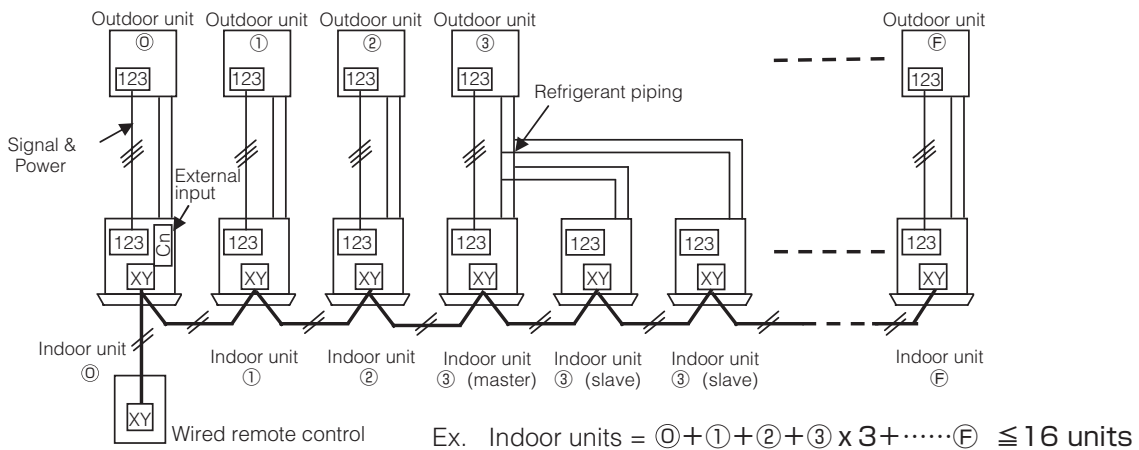 Outdoor unit Outdoor unit Outdoor unit Outdoor unit Outdoor unit
⓪ ① ② ③ Ⓕ
123 123 123 123 123
Refrigerant piping
Signal &
Power
External
input
123 Cn 123 123 123 123 123 123
XY XY XY XY XY XY XY
Indoor unit
⓪
Indoor unit
①
Indoor unit
②
Indoor unit
③ (master)
Indoor unit
③ (slave)
Indoor unit
③ (slave)
Indoor unit
Ⓕ
XY
Wired remote control
Ex. Indoor units = ⓪+①+②+③ x 3+⋯⋯Ⓕ ≦16 units